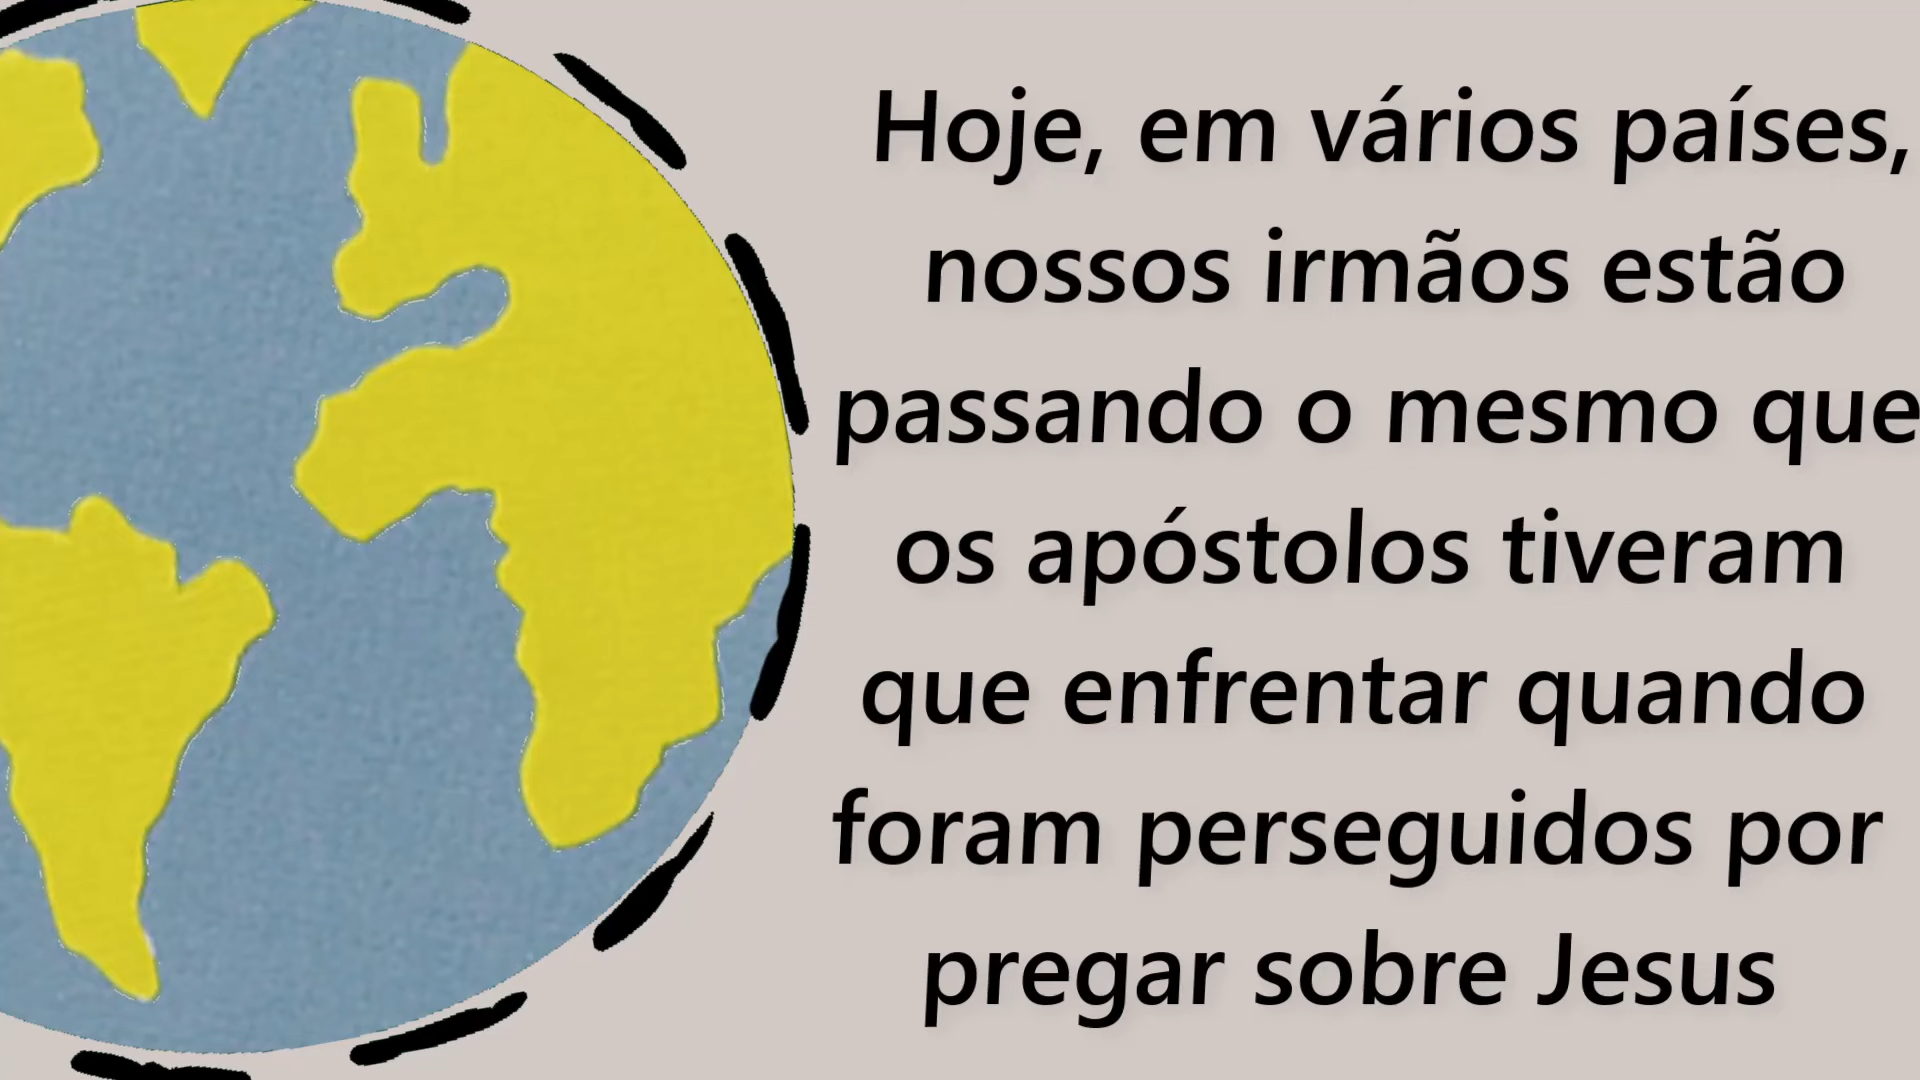 Hoje, em vários países,
nossos irmãos estão
passando o mesmo que
os apóstolos tiveram
que enfrentar quando
foram perseguidos por
pregar sobre Jesus